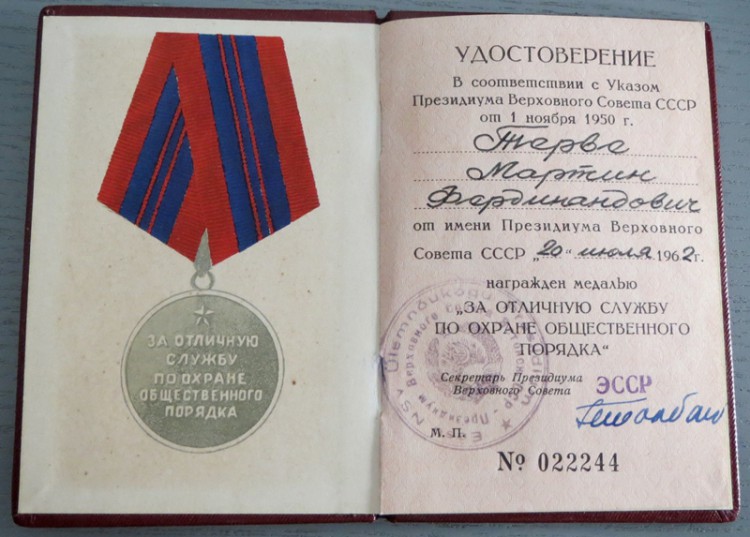 ЗА ОТЛИЧНУЮ
СЛУЖБУ
ПО ОХРАНЕ
ОБЩЕСТВЕННОГО
ПОРЯДКА
УДОСТОВЕРЕНИЕ
В соответствии с Указом
Президиума Верховного Совета СССР
от 1 ноября 1950 г.
Тарва
Мартин
Фердинандович
от имени Президиума Верховного
Совета СССР „20“ июля 1962г.
награжден медалью
„ЗА ОТЛИЧНУЮ СЛУЖБУ
ПО ОХРАНЕ ОБЩЕСТВЕННОГО
ПОРЯДКА“
Секретарь Президиума
Верховного Совета ЭССР
М. П.
№ 022244